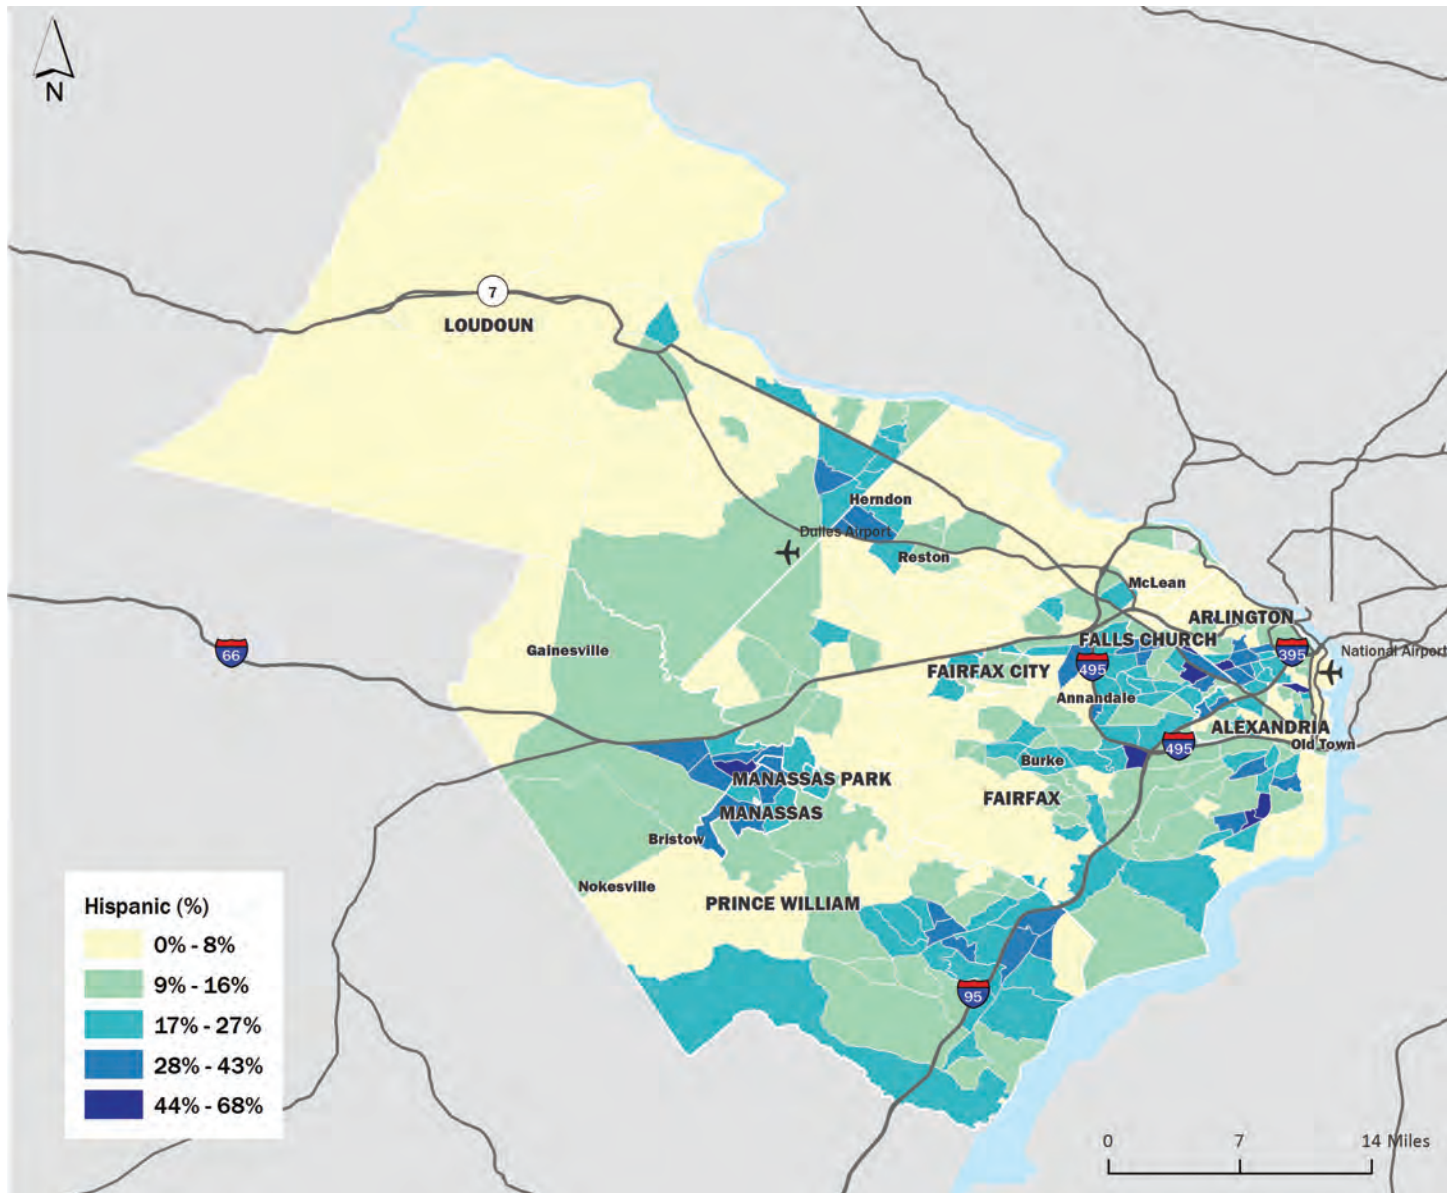 N
7
LOUDOUN
Herndon
Dulles Airport
Reston
McLean
ARLINGTON
FALLS CHURCH
66
Gainesville
395
National Airport
FAIRFAX CITY
495
Annandale
ALEXANDRIA
Old Town
495
Burke
MANASSAS PARK
FAIRFAX
MANASSAS
Bristow
Nokesville
PRINCE WILLIAM
95
Hispanic (%)
0% - 8%
9% - 16%
17% - 27%
28% - 43%
44% - 68%
0 7 14 Miles